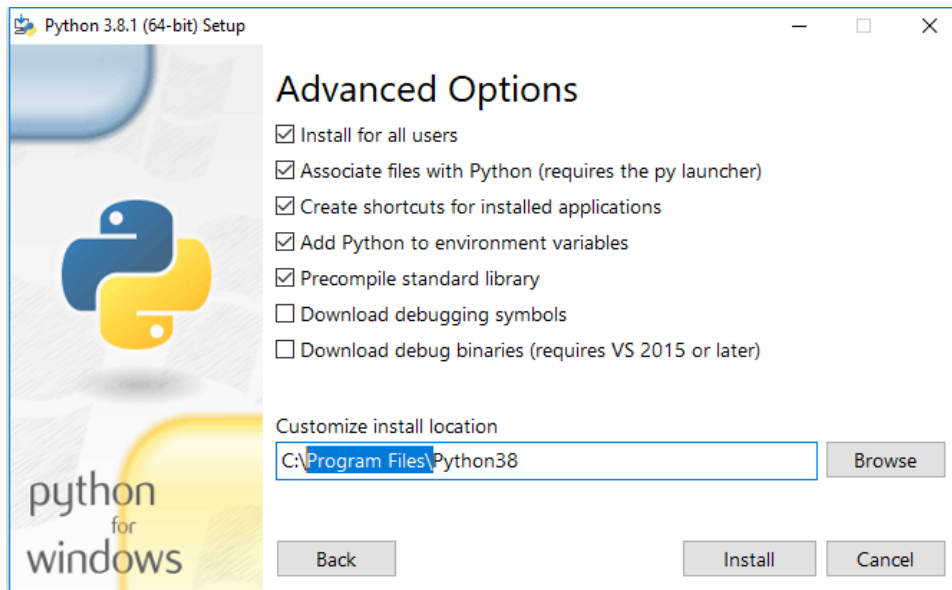 Python 3.8.1 (64-bit) Setup
Advanced Options
Install for all users
Associate files with Python (requires the py launcher)
Create shortcuts for installed applications
Add Python to environment variables
Precompile standard library
Download debugging symbols
Download debug binaries (requires VS 2015 or later)
Customize install location
C:\Program Files\Python38
Browse
python
for
windows
Back
Install
Cancel